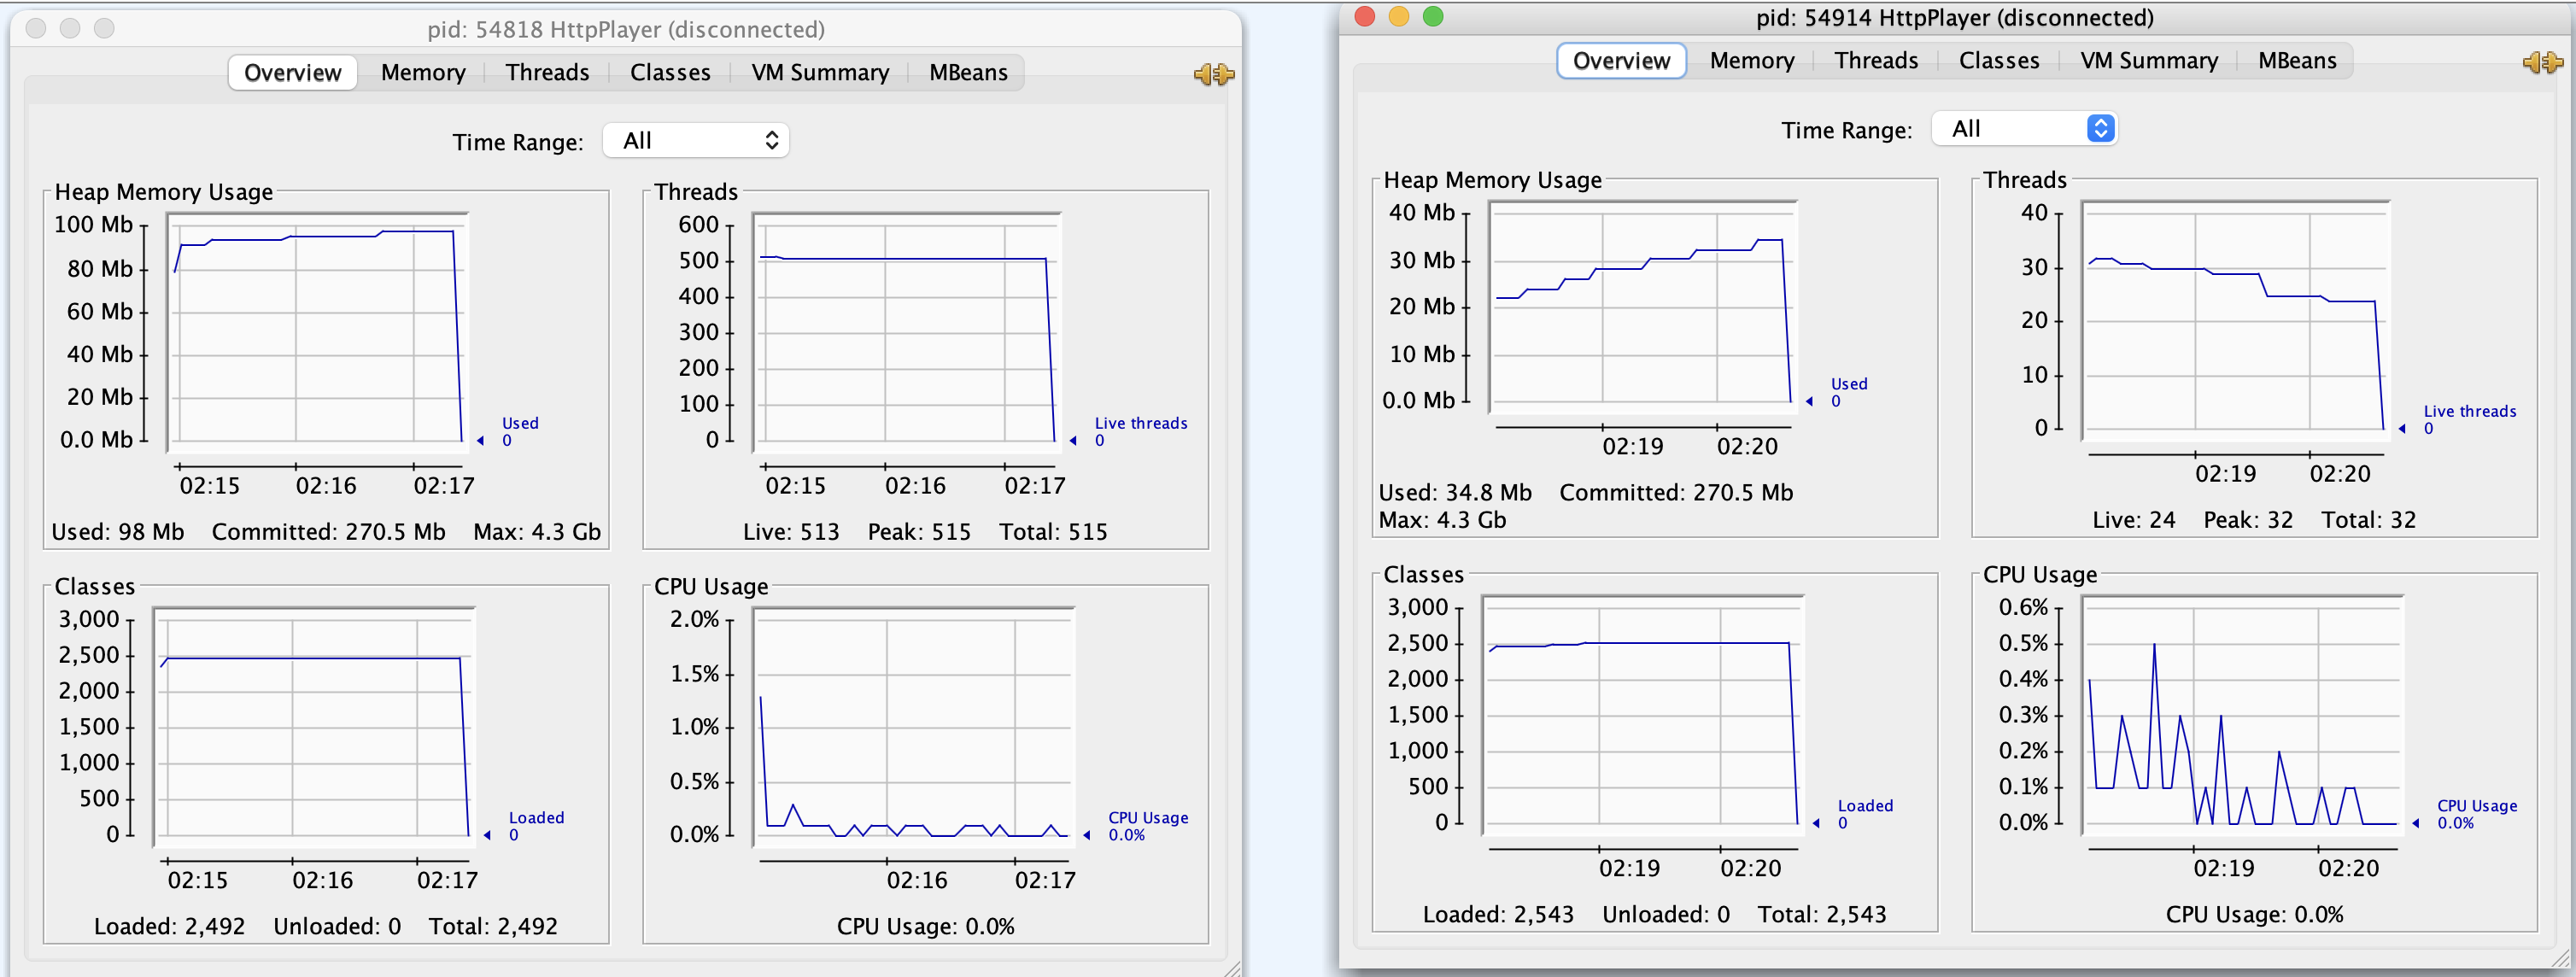 pid: 54818 HttpPlayer (disconnected)
Overview Memory Threads Classes VM Summary MBeans
Time Range: All
Heap Memory Usage
100 Mb
80 Mb
60 Mb
40 Mb
20 Mb
0.0 Mb
Used
0
02:15 02:16 02:17
Used: 98 Mb Committed: 270.5 Mb Max: 4.3 Gb
Threads
600
500
400
300
200
100
0
Live threads
0
02:15 02:16 02:17
Live: 513 Peak: 515 Total: 515
Classes
3,000
2,500
2,000
1,500
1,000
500
0
Loaded
0
02:15 02:16 02:17
Loaded: 2,492 Unloaded: 0 Total: 2,492
CPU Usage
2.0%
1.5%
1.0%
0.5%
0.0%
CPU Usage
0.0%
02:16 02:17
CPU Usage: 0.0%
pid: 54914 HttpPlayer (disconnected)
Overview Memory Threads Classes VM Summary MBeans
Time Range: All
Heap Memory Usage
40 Mb
30 Mb
20 Mb
10 Mb
0.0 Mb
Used
0
02:19 02:20
Used: 34.8 Mb Committed: 270.5 Mb
Max: 4.3 Gb
Threads
40
30
20
10
0
Live threads
0
02:19 02:20
Live: 24 Peak: 32 Total: 32
Classes
3,000
2,500
2,000
1,500
1,000
500
0
Loaded
0
02:19 02:20
Loaded: 2,543 Unloaded: 0 Total: 2,543
CPU Usage
0.6%
0.5%
0.4%
0.3%
0.2%
0.1%
0.0%
CPU Usage
0.0%
02:19 02:20
CPU Usage: 0.0%